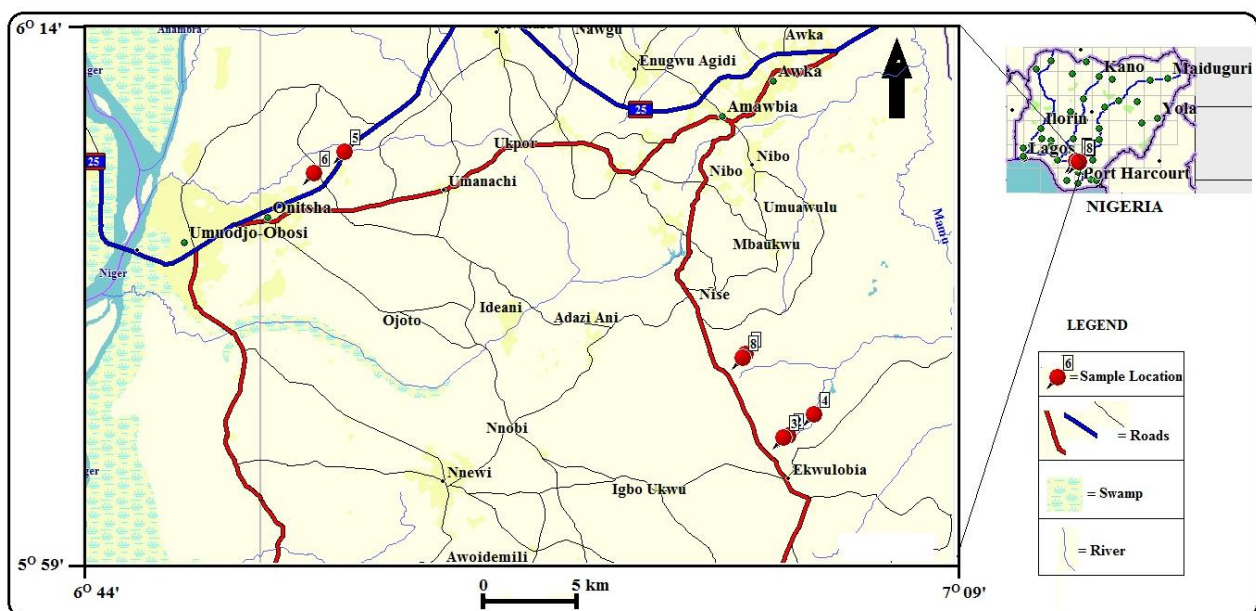 6° 14'
Anambra
Nawgu
Awka
Enugwu Agidi
Awka
25
Amawbia
5
6
25
Ukpor
Nibo
Nibo
Umanachi
Onitsha
Umuawulu
Umuodjo-Obosi
Mbaukwu
Mamu
Niger
Nise
Ideani
Ojoto
Adazi Ani
8
4
3
2
Nnobi
Nnewi
Ekwulobia
Igbo Ukwu
Awoidemili
5° 59'
6° 44'
7° 09'
0 5 km
Kano
Maiduguri
Yola
Ilorin
8
Lagos
Port Harcourt
NIGERIA
LEGEND
6
= Sample Location
= Roads
= Swamp
= River